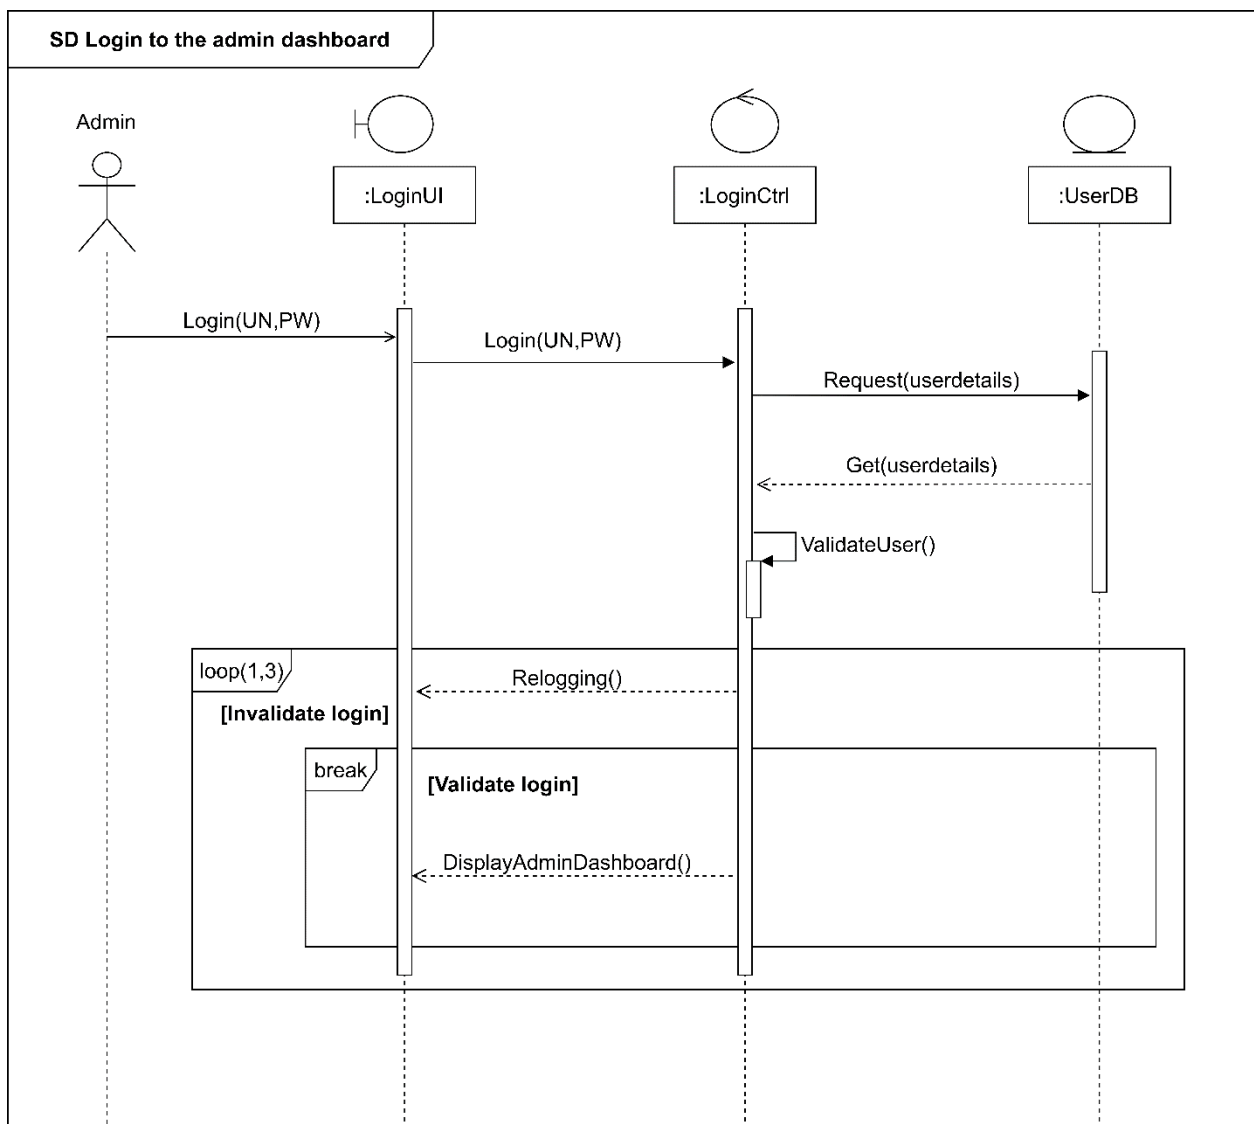 SD Login to the admin dashboard
Admin
:LoginUI
:LoginCtrl
:UserDB
Login(UN,PW)
Login(UN,PW)
Request(userdetails)
Get(userdetails)
ValidateUser()
loop(1,3)
Relogging()
[Invalidate login]
break
[Validate login]
DisplayAdminDashboard()